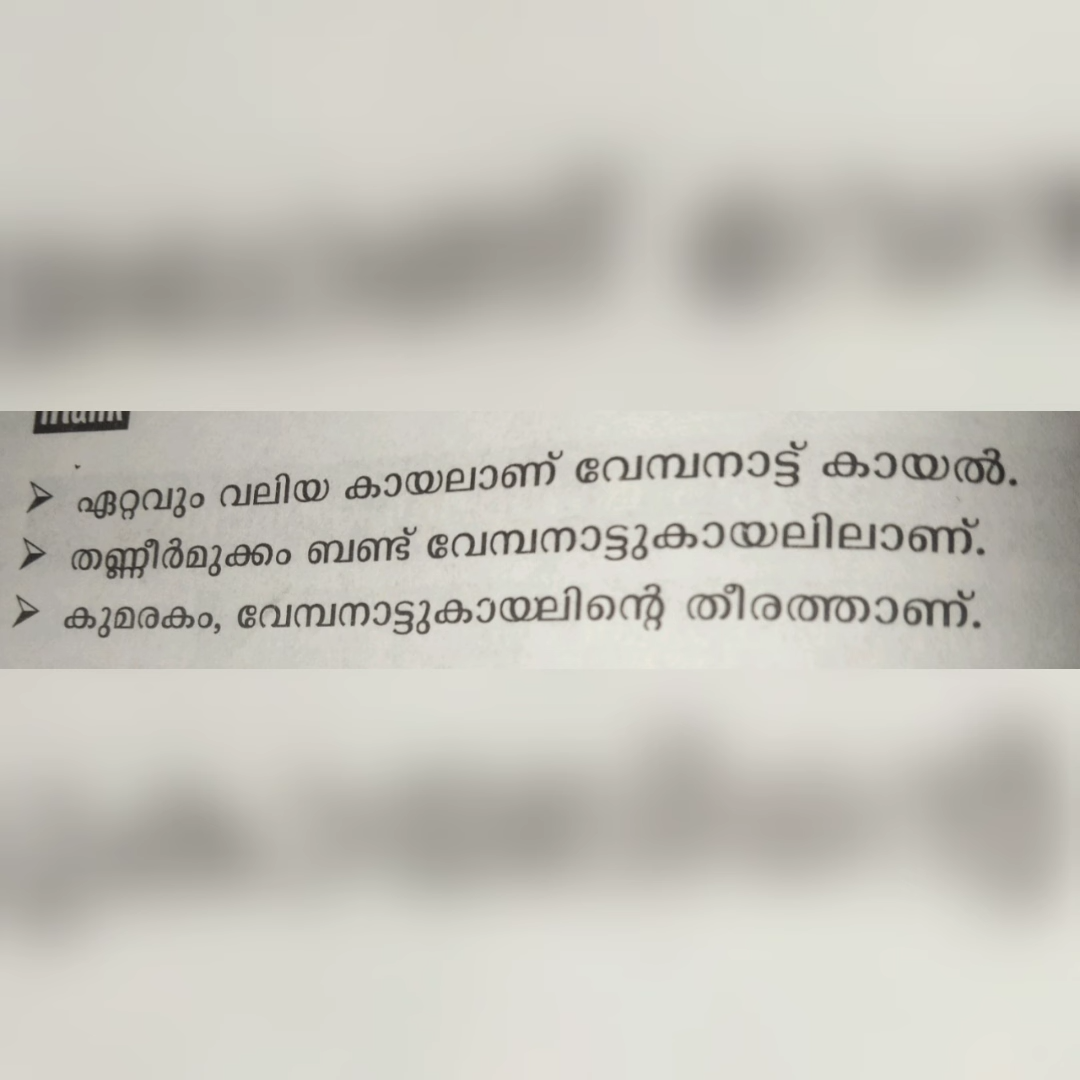 ➤ ഏറ്റവും വലിയ കായലാണ് വേമ്പനാട്ട് കായൽ.
➤ തണ്ണീർമുക്കം ബണ്ട് വേമ്പനാട്ടുകായലിലാണ്.
➤ കുമരകം, വേമ്പനാട്ടുകായലിന്റെ തീരത്താണ്.